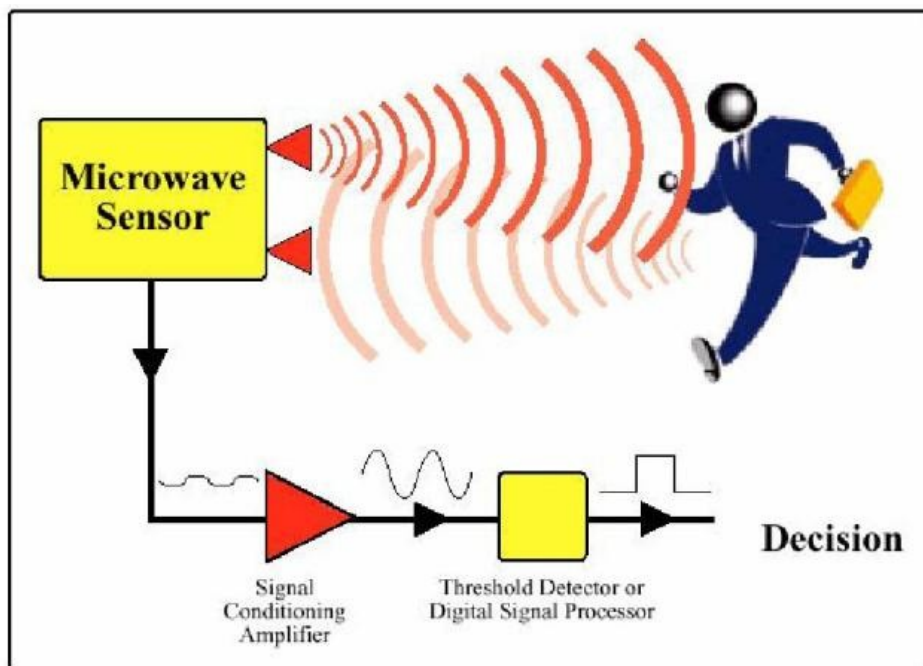 Microwave
Sensor
Signal
Conditioning
Amplifier
Threshold Detector or
Digital Signal Processor
Decision